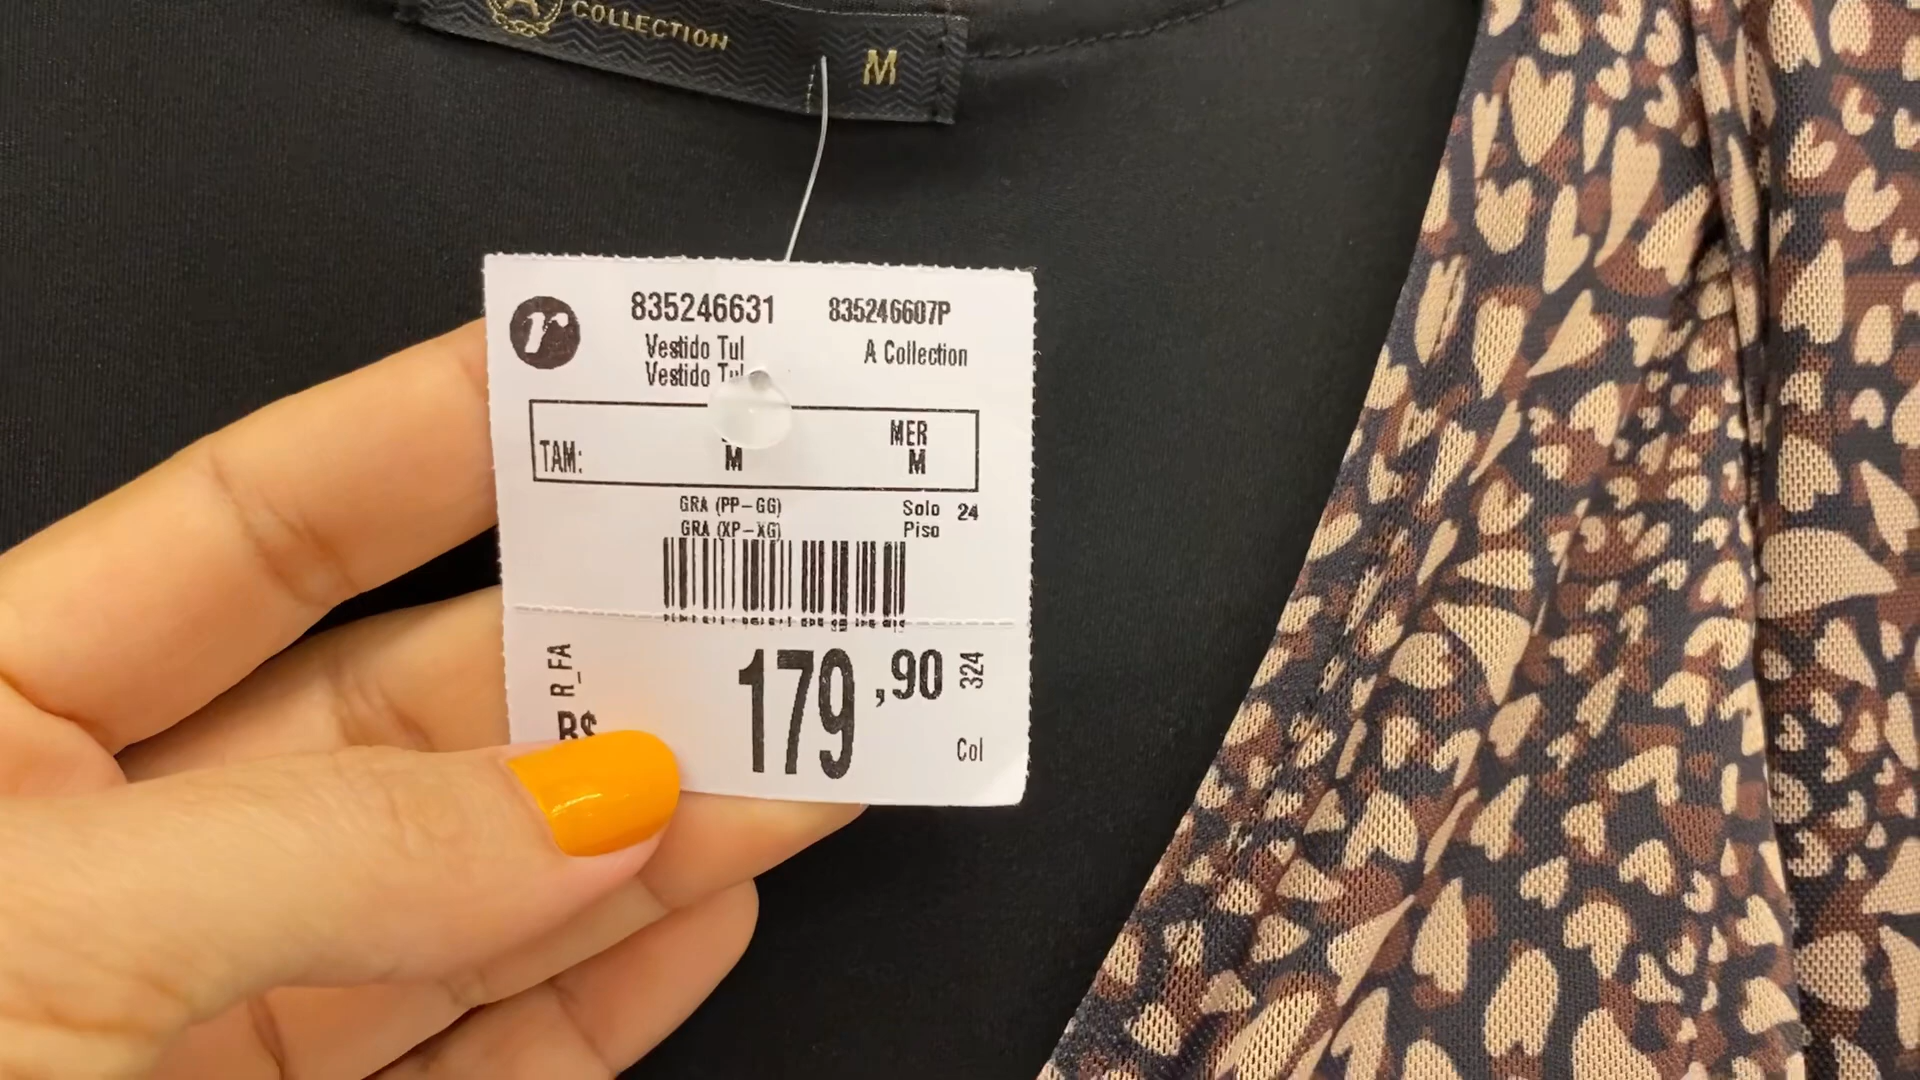 COLLECTION
M
r
835246631 835246607P
Vestido Tul A Collection
Vestido
MER
TAM: M M
GRA (PP-GG) Solo 24
GRA (XP-XG) Piso
R_FA
179,90
324
R$
Col